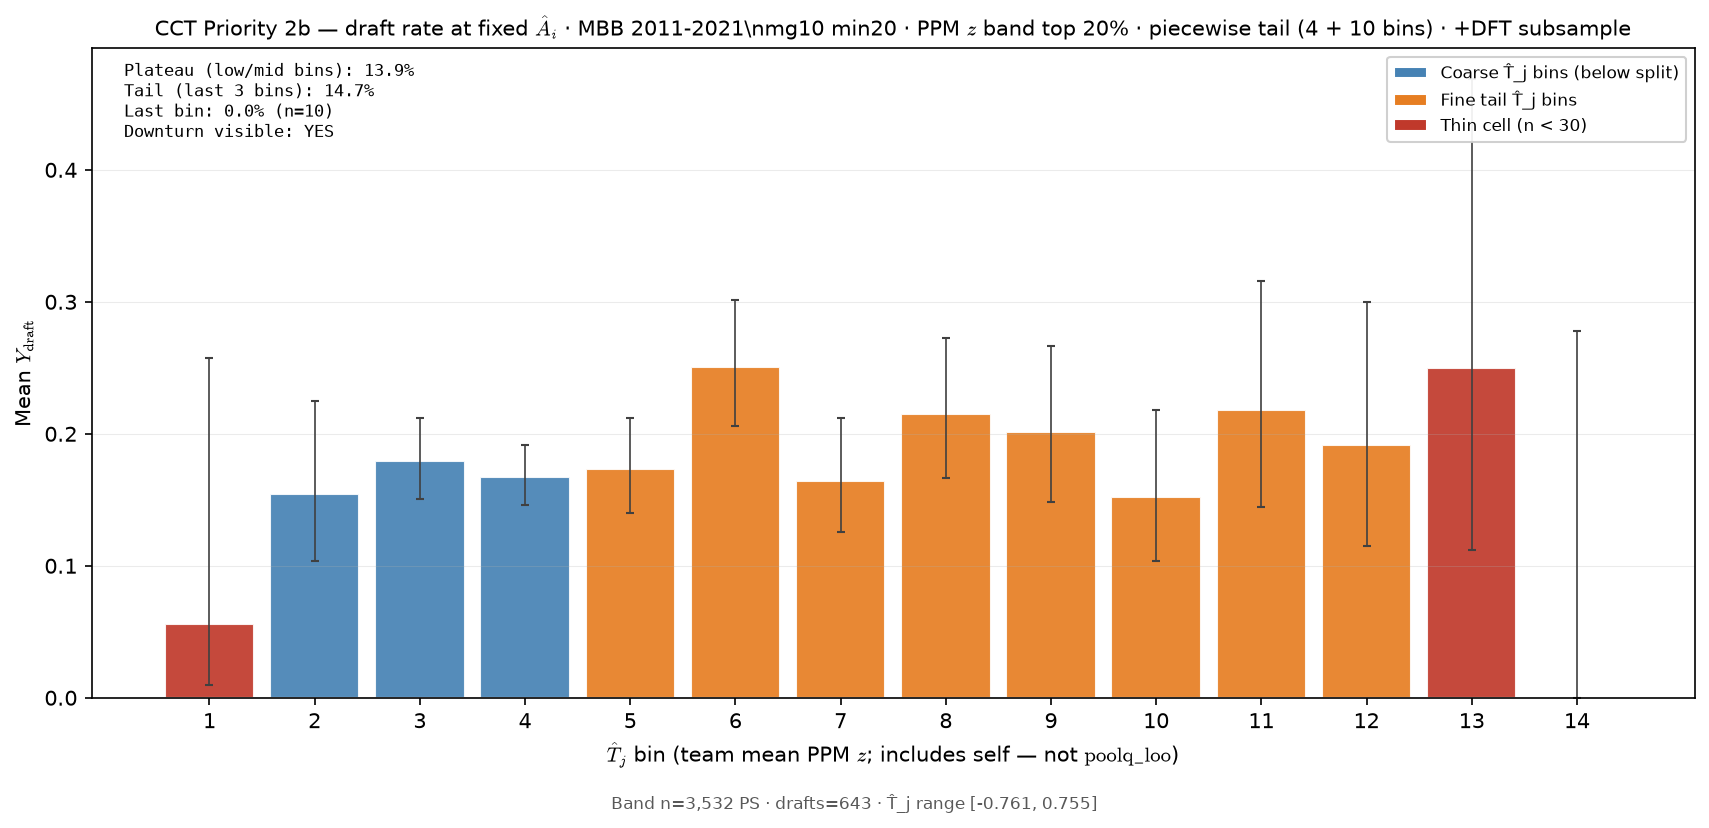 CCT Priority 2b — draft rate at fixed Â_i · MBB 2011-2021\nmg10 min20 · PPM z band top 20% · piecewise tail (4 + 10 bins) · +DFT subsample
Plateau (low/mid bins): 13.9%
Tail (last 3 bins): 14.7%
Last bin: 0.0% (n=10)
Downturn visible: YES
Coarse T̂_j bins (below split)
Fine tail T̂_j bins
Thin cell (n < 30)
Mean Y_draft
0.4
0.3
0.2
0.1
0.0
1 2 3 4 5 6 7 8 9 10 11 12 13 14
T̂_j bin (team mean PPM z; includes self — not poolq_loo)
Band n=3,532 PS · drafts=643 · T̂_j range [-0.761, 0.755]